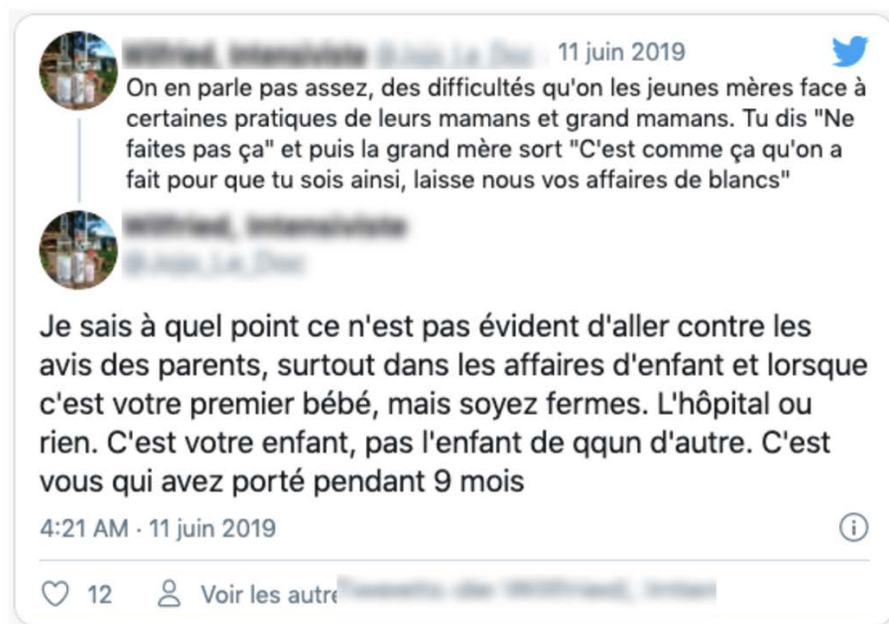 11 juin 2019
On en parle pas assez, des difficultés qu'on les jeunes mères face à
certaines pratiques de leurs mamans et grand mamans. Tu dis "Ne
faites pas ça" et puis la grand mère sort "C'est comme ça qu'on a
fait pour que tu sois ainsi, laisse nous vos affaires de blancs"
Je sais à quel point ce n'est pas évident d'aller contre les
avis des parents, surtout dans les affaires d'enfant et lorsque
c'est votre premier bébé, mais soyez fermes. L'hôpital ou
rien. C'est votre enfant, pas l'enfant de qqun d'autre. C'est
vous qui avez porté pendant 9 mois
4:21 AM · 11 juin 2019
12 Voir les autre